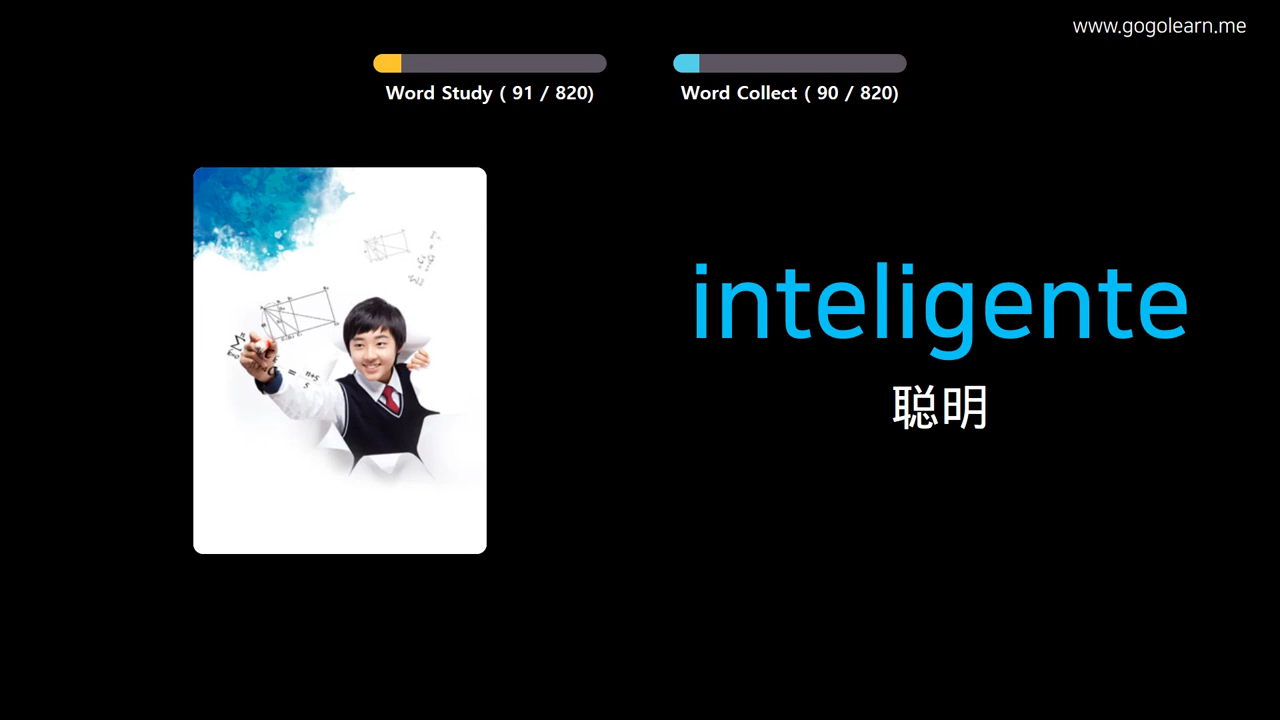 www.gogolearn.me
Word Study ( 91 / 820)
Word Collect ( 90 / 820)
inteligente
聪明